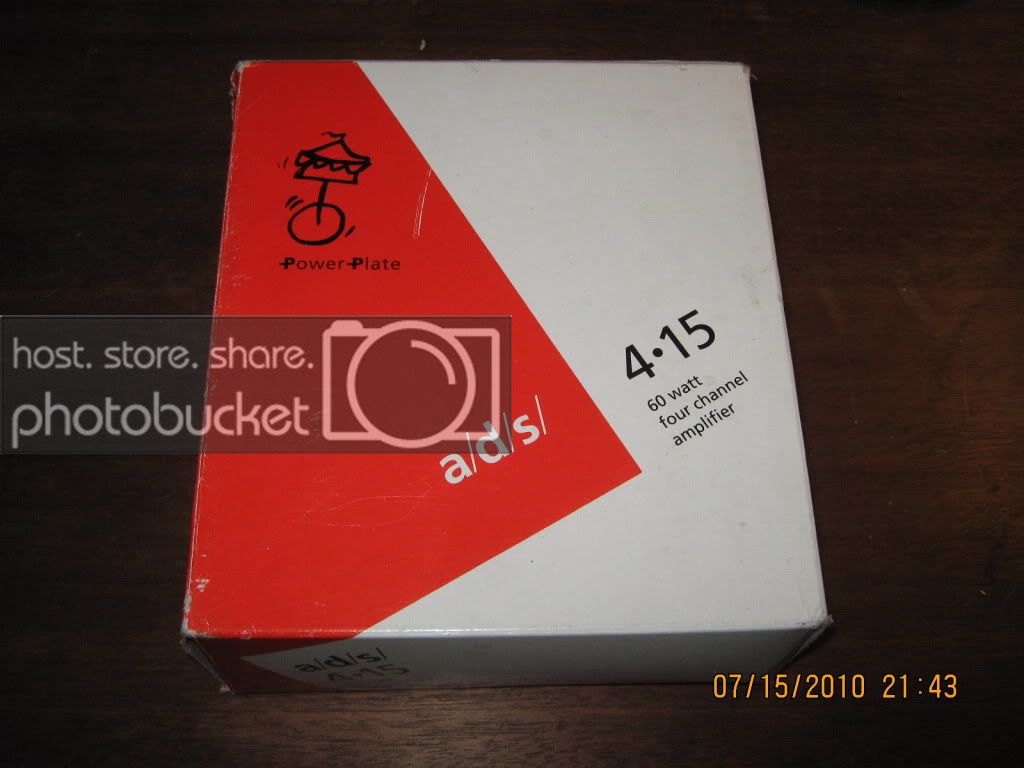 Power Plate
host. store. share.
photobucket
a/d/s/
4•15
60 watt
four channel
amplifier
a/d/s/
4•15
07/15/2010 21:43